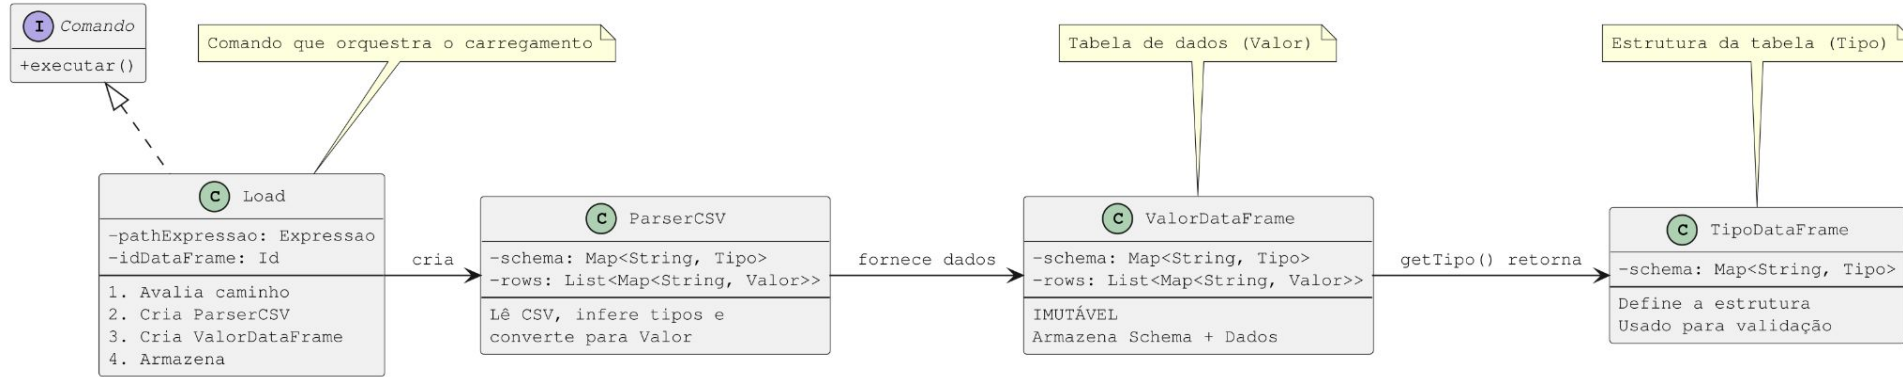 I Comando
+executar()
Comando que orquestra o carregamento
Tabela de dados (Valor)
Estrutura da tabela (Tipo)
C Load
-pathExpressao: Expressao
-idDataFrame: Id
1. Avalia caminho
2. Cria ParserCSV
3. Cria ValorDataFrame
4. Armazena
cria
C ParserCSV
-schema: Map<String, Tipo>
-rows: List<Map<String, Valor>>
Lê CSV, infere tipos e
converte para Valor
fornece dados
C ValorDataFrame
-schema: Map<String, Tipo>
-rows: List<Map<String, Valor>>
IMUTÁVEL
Armazena Schema + Dados
getTipo() retorna
C TipoDataFrame
-schema: Map<String, Tipo>
Define a estrutura
Usado para validação